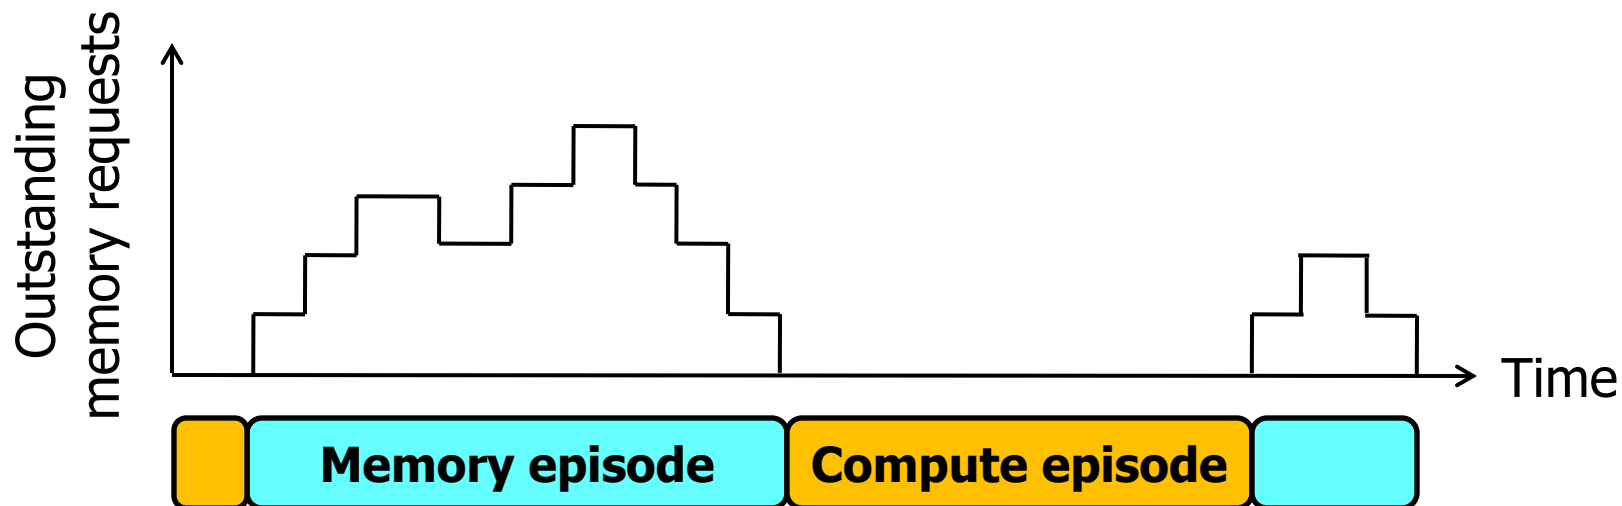 Outstanding
memory requests
Time
Memory episode
Compute episode